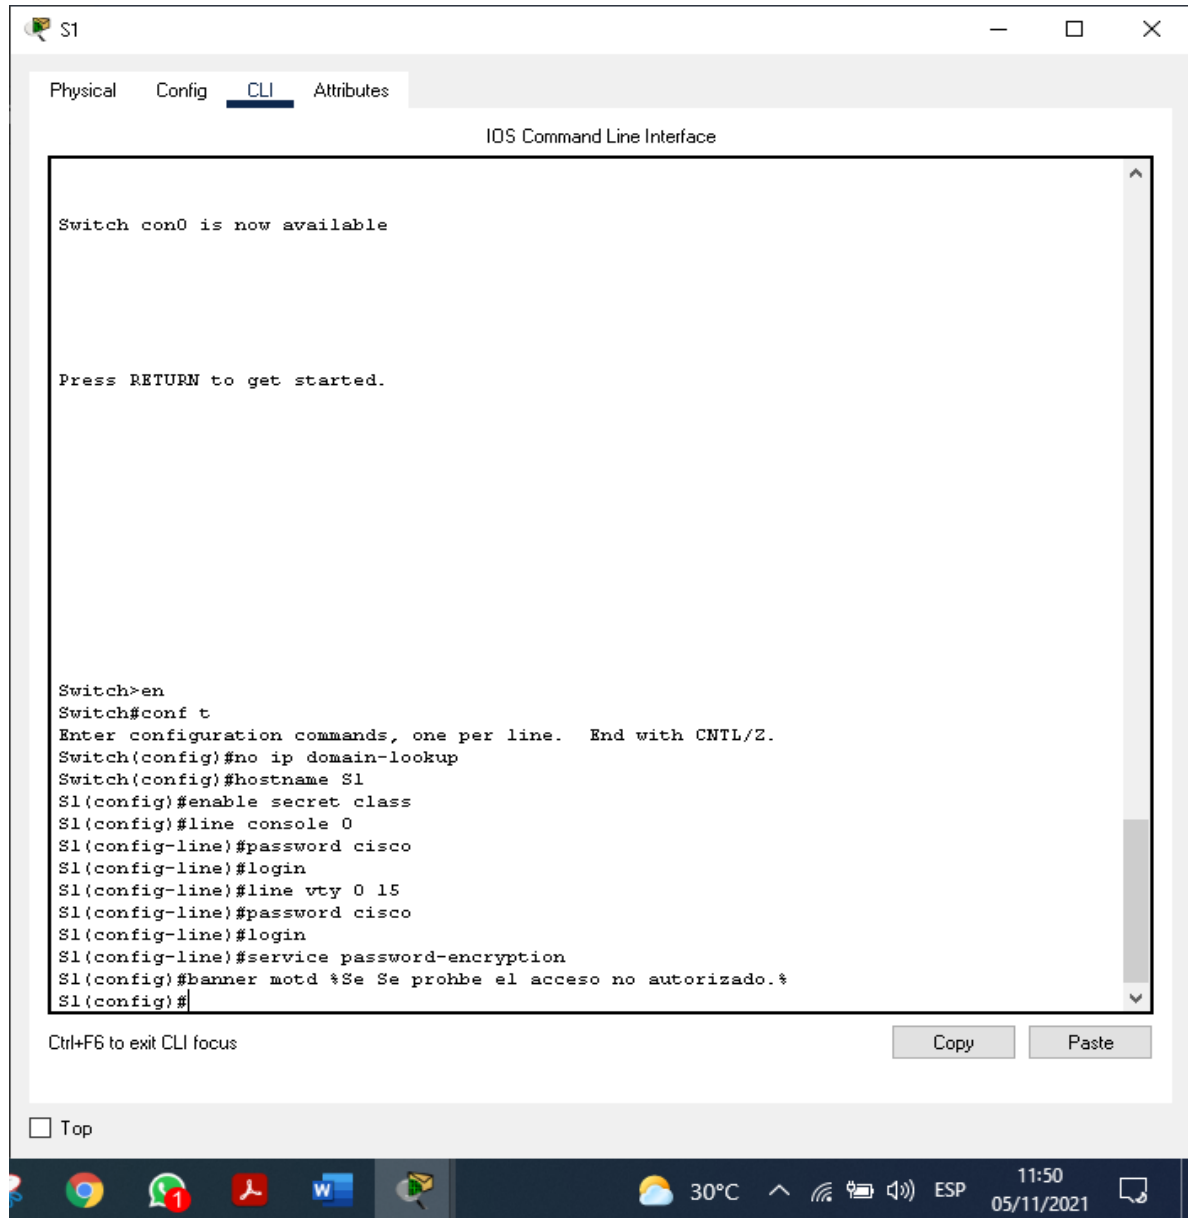 S1
Physical Config CLI Attributes
IOS Command Line Interface
Switch con0 is now available
Press RETURN to get started.
Switch>en
Switch#conf t
Enter configuration commands, one per line.  End with CNTL/Z.
Switch(config)#no ip domain-lookup
Switch(config)#hostname S1
S1(config)#enable secret class
S1(config)#line console 0
S1(config-line)#password cisco
S1(config-line)#login
S1(config-line)#line vty 0 15
S1(config-line)#password cisco
S1(config-line)#login
S1(config-line)#service password-encryption
S1(config)#banner motd %Se Se prohbe el acceso no autorizado.%
S1(config)#
Ctrl+F6 to exit CLI focus
Copy Paste
Top
1
W
30°C
ESP
11:50
05/11/2021